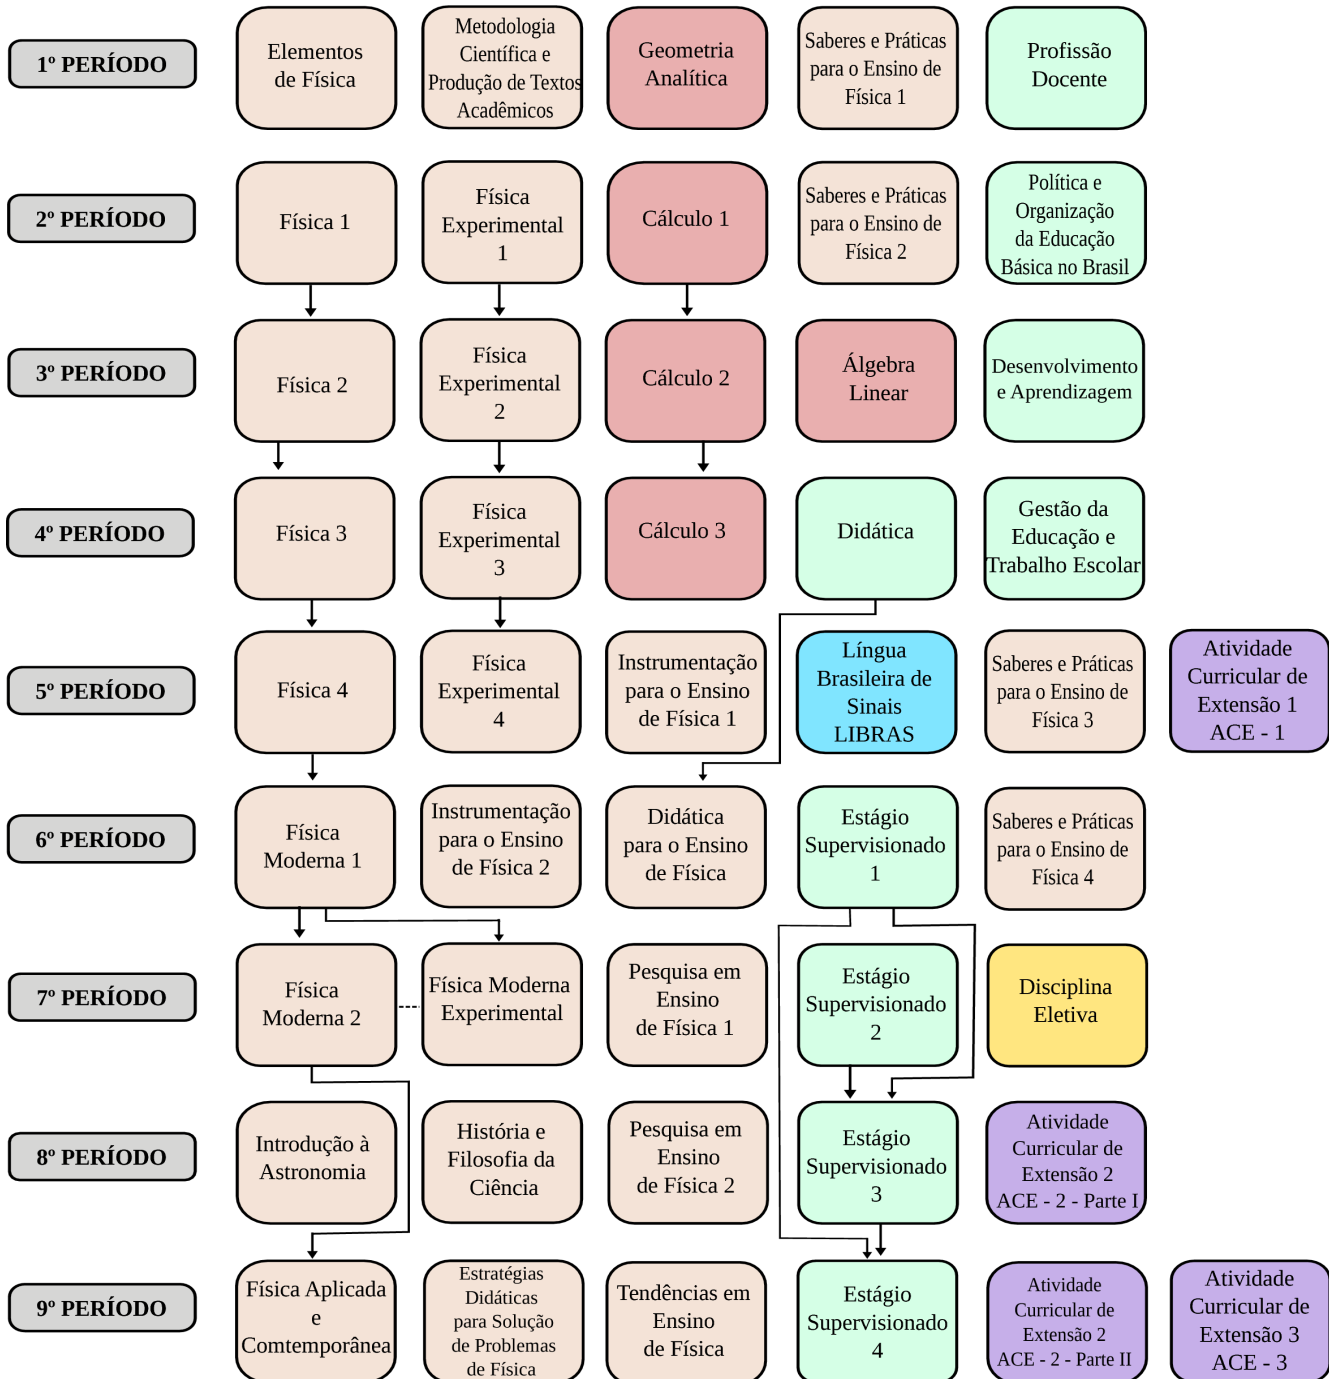 1º PERÍODO
Elementos
de Física
Metodologia
Científica e
Produção de Textos
Acadêmicos
Geometria
Analítica
Saberes e Práticas
para o Ensino de
Física 1
Profissão
Docente
2º PERÍODO
Física 1
Física
Experimental
1
Cálculo 1
Saberes e Práticas
para o Ensino de
Física 2
Política e
Organização
da Educação
Básica no Brasil
3º PERÍODO
Física 2
Física
Experimental
2
Cálculo 2
Álgebra
Linear
Desenvolvimento
e Aprendizagem
4º PERÍODO
Física 3
Física
Experimental
3
Cálculo 3
Didática
Gestão da
Educação e
Trabalho Escolar
5º PERÍODO
Física 4
Física
Experimental
4
Instrumentação
para o Ensino
de Física 1
Língua
Brasileira de
Sinais
LIBRAS
Saberes e Práticas
para o Ensino de
Física 3
Atividade
Curricular de
Extensão 1
ACE - 1
6º PERÍODO
Física
Moderna 1
Instrumentação
para o Ensino
de Física 2
Didática
para o Ensino
de Física
Estágio
Supervisionado
1
Saberes e Práticas
para o Ensino de
Física 4
7º PERÍODO
Física
Moderna 2
Física Moderna
Experimental
Pesquisa em
Ensino
de Física 1
Estágio
Supervisionado
2
Disciplina
Eletiva
8º PERÍODO
Introdução à
Astronomia
História e
Filosofia da
Ciência
Pesquisa em
Ensino
de Física 2
Estágio
Supervisionado
3
Atividade
Curricular de
Extensão 2
ACE - 2 - Parte I
9º PERÍODO
Física Aplicada
e
Comtemporânea
Estratégias
Didáticas
para Solução
de Problemas
de Física
Tendências em
Ensino
de Física
Estágio
Supervisionado
4
Atividade
Curricular de
Extensão 2
ACE - 2 - Parte II
Atividade
Curricular de
Extensão 3
ACE - 3